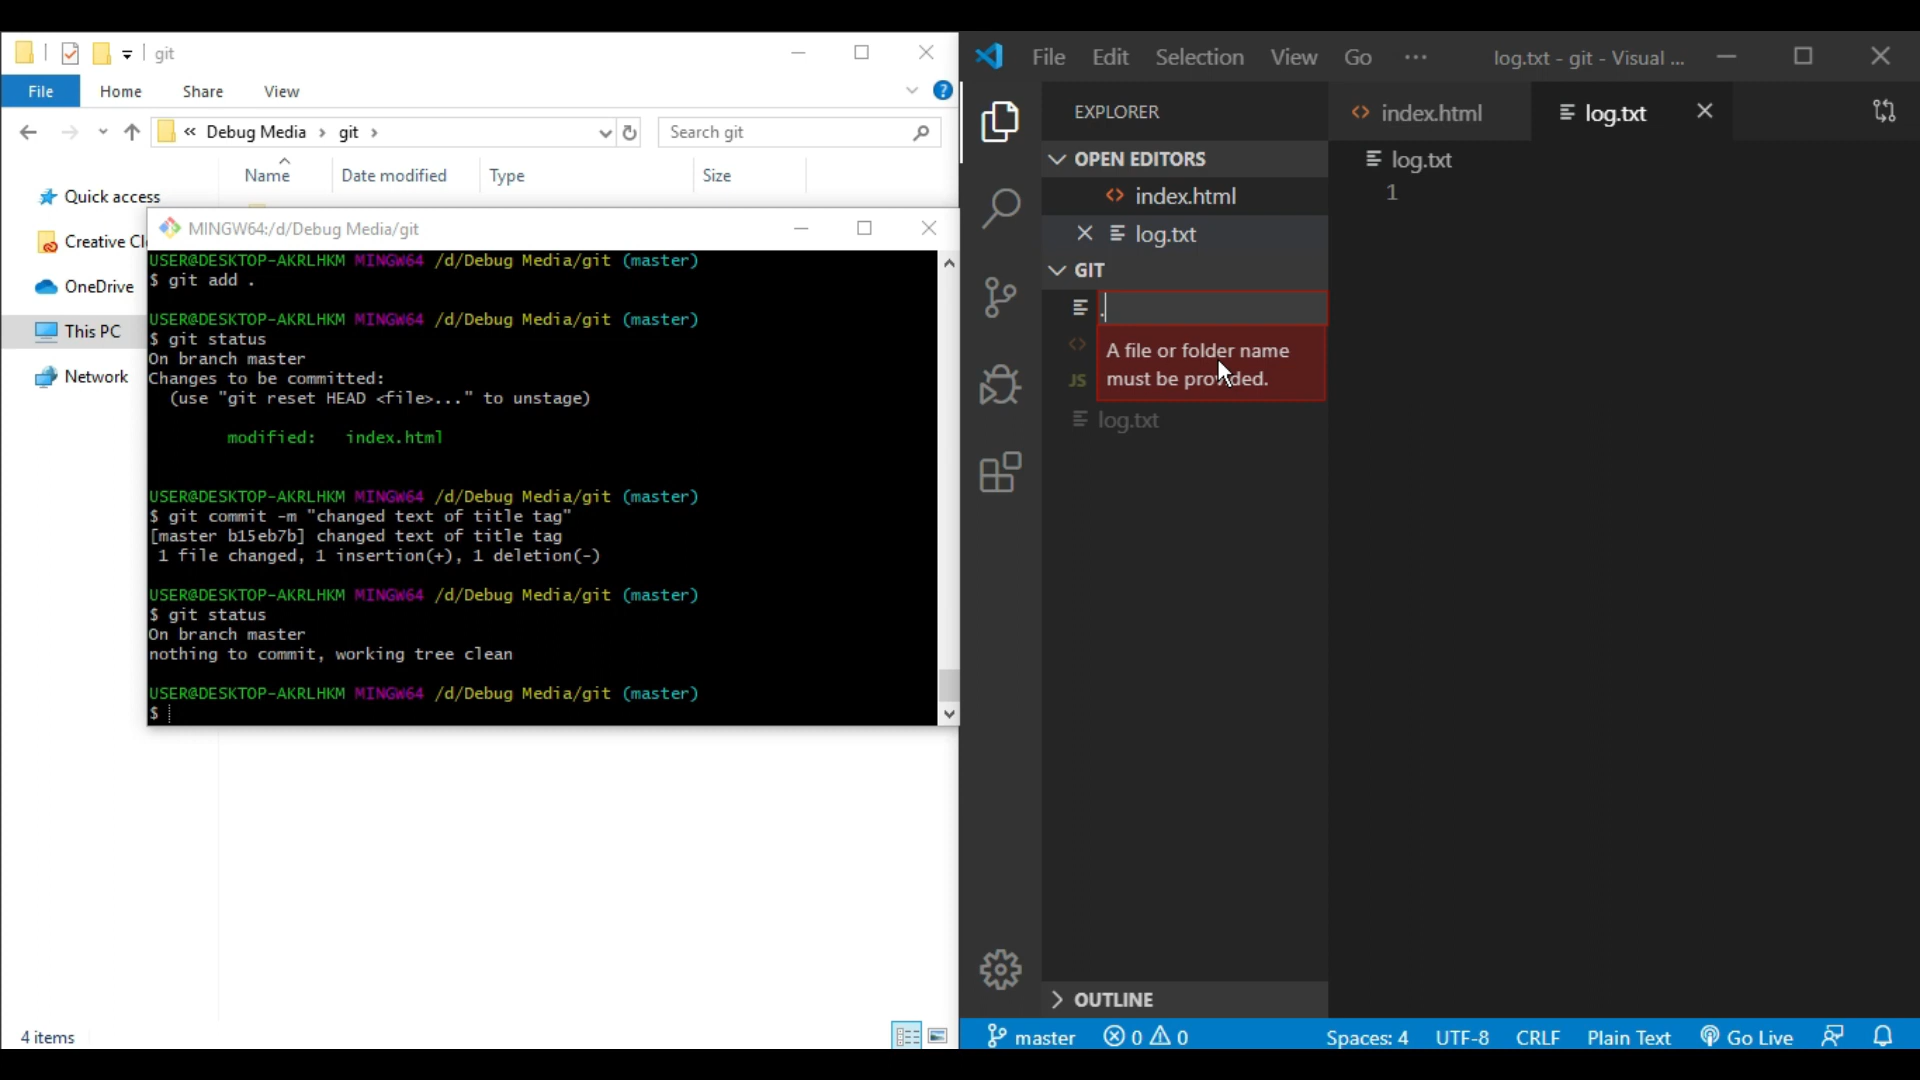 git
File Home Share View
« Debug Media › git ›
Search git
Name Date modified Type Size
Quick access
Creative Cl
OneDrive
This PC
Network
4 items
MINGW64:/d/Debug Media/git
USER@DESKTOP-AKRLHKM MINGW64 /d/Debug Media/git (master)
$ git add .
USER@DESKTOP-AKRLHKM MINGW64 /d/Debug Media/git (master)
$ git status
On branch master
Changes to be committed:
(use "git reset HEAD <file>..." to unstage)
modified: index.html
USER@DESKTOP-AKRLHKM MINGW64 /d/Debug Media/git (master)
$ git commit -m "changed text of title tag"
[master b15eb7b] changed text of title tag
1 file changed, 1 insertion(+), 1 deletion(-)
USER@DESKTOP-AKRLHKM MINGW64 /d/Debug Media/git (master)
$ git status
On branch master
nothing to commit, working tree clean
USER@DESKTOP-AKRLHKM MINGW64 /d/Debug Media/git (master)
$
File Edit Selection View Go ··· log.txt - git - Visual ...
EXPLORER
OPEN EDITORS
index.html
log.txt
GIT
.
A file or folder name
must be provided.
JS
log.txt
OUTLINE
index.html log.txt
log.txt
1
master 0 0 Spaces: 4 UTF-8 CRLF Plain Text Go Live